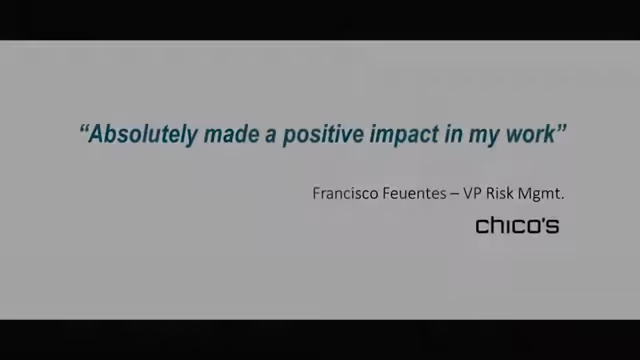 “Absolutely made a positive impact in my work”
Francisco Feuentes – VP Risk Mgmt.
chico's